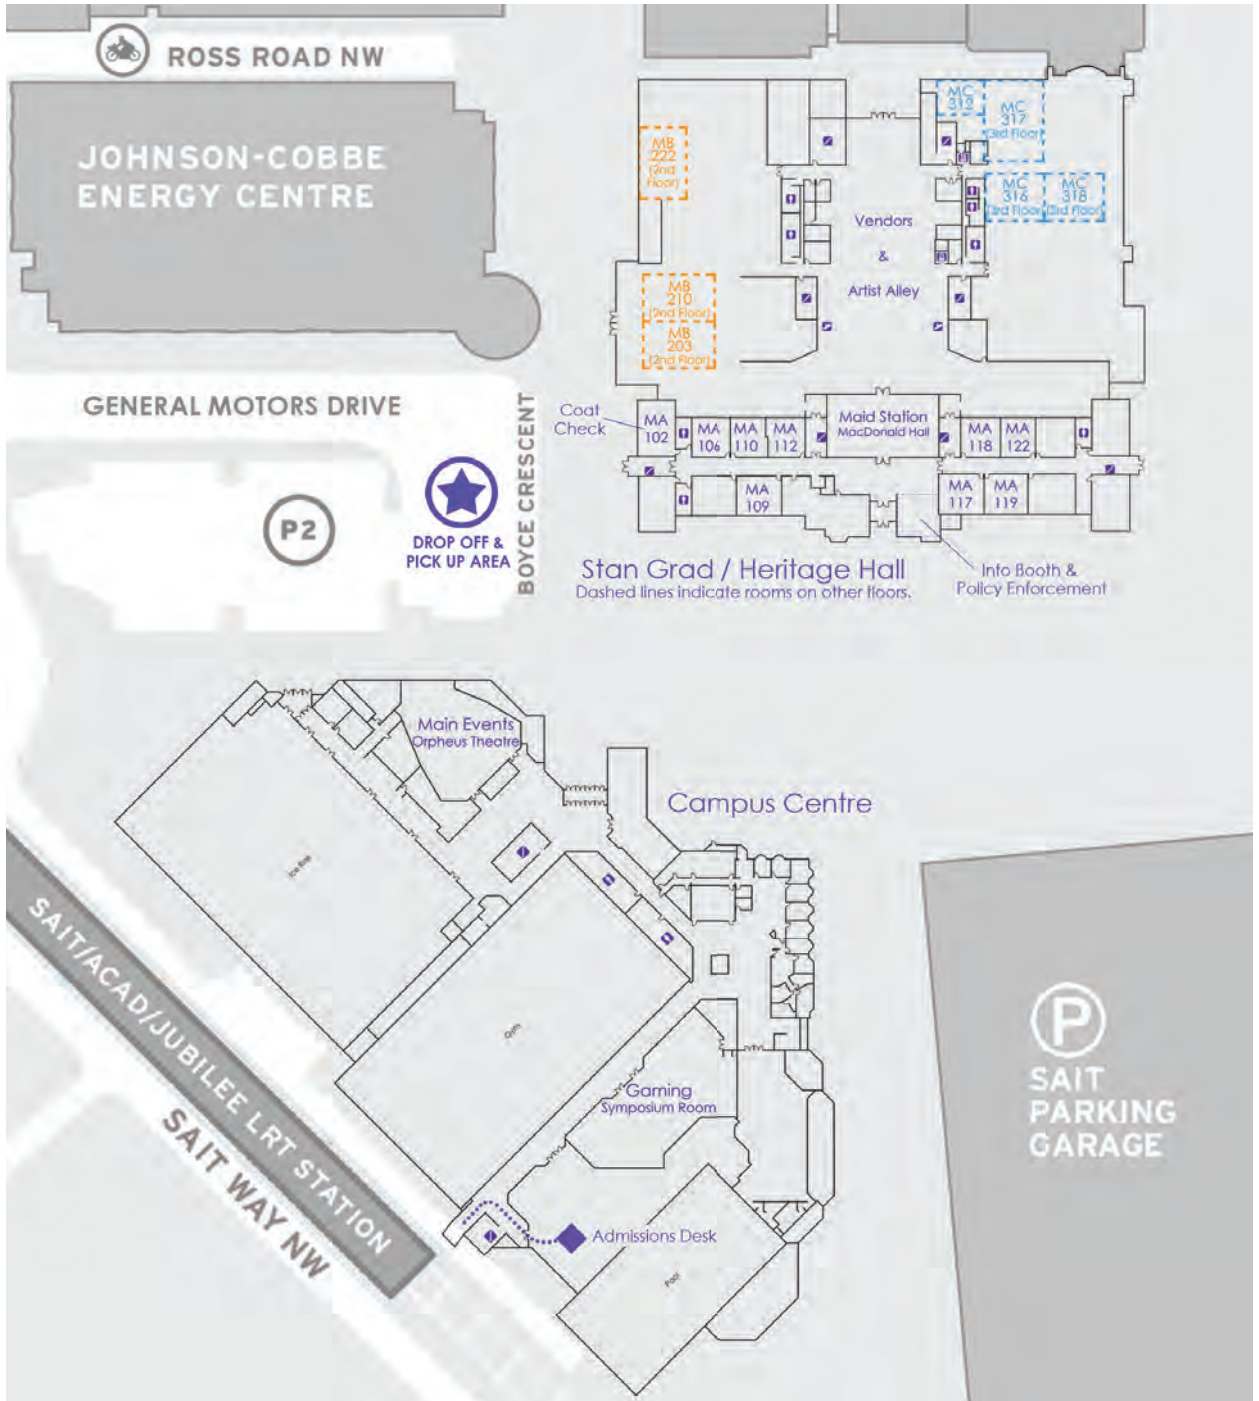 ROSS ROAD NW
JOHNSON-COBBE
ENERGY CENTRE
MC
312
MC
317
(3rd Floor)
MB
222
(2nd
Floor)
MC
316
(3rd Floor)
MC
318
(3rd Floor)
Vendors
&
Artist Alley
MB
210
(2nd Floor)
MB
203
(2nd Floor)
GENERAL MOTORS DRIVE
BOYCE CRESCENT
Coat
Check
MA
102
MA
106
MA
110
MA
112
Maid Station
MacDonald Hall
MA
118
MA
122
MA
109
MA
117
MA
119
P2
DROP OFF &
PICK UP AREA
Stan Grad / Heritage Hall
Dashed lines indicate rooms on other floors.
Info Booth &
Policy Enforcement
Main Events
Orpheus Theatre
Campus Centre
Ice Rink
Gym
Gaming
Symposium Room
SAIT/ACAD/JUBILEE LRT STATION
SAIT WAY NW
Admissions Desk
Pool
P
SAIT
PARKING
GARAGE